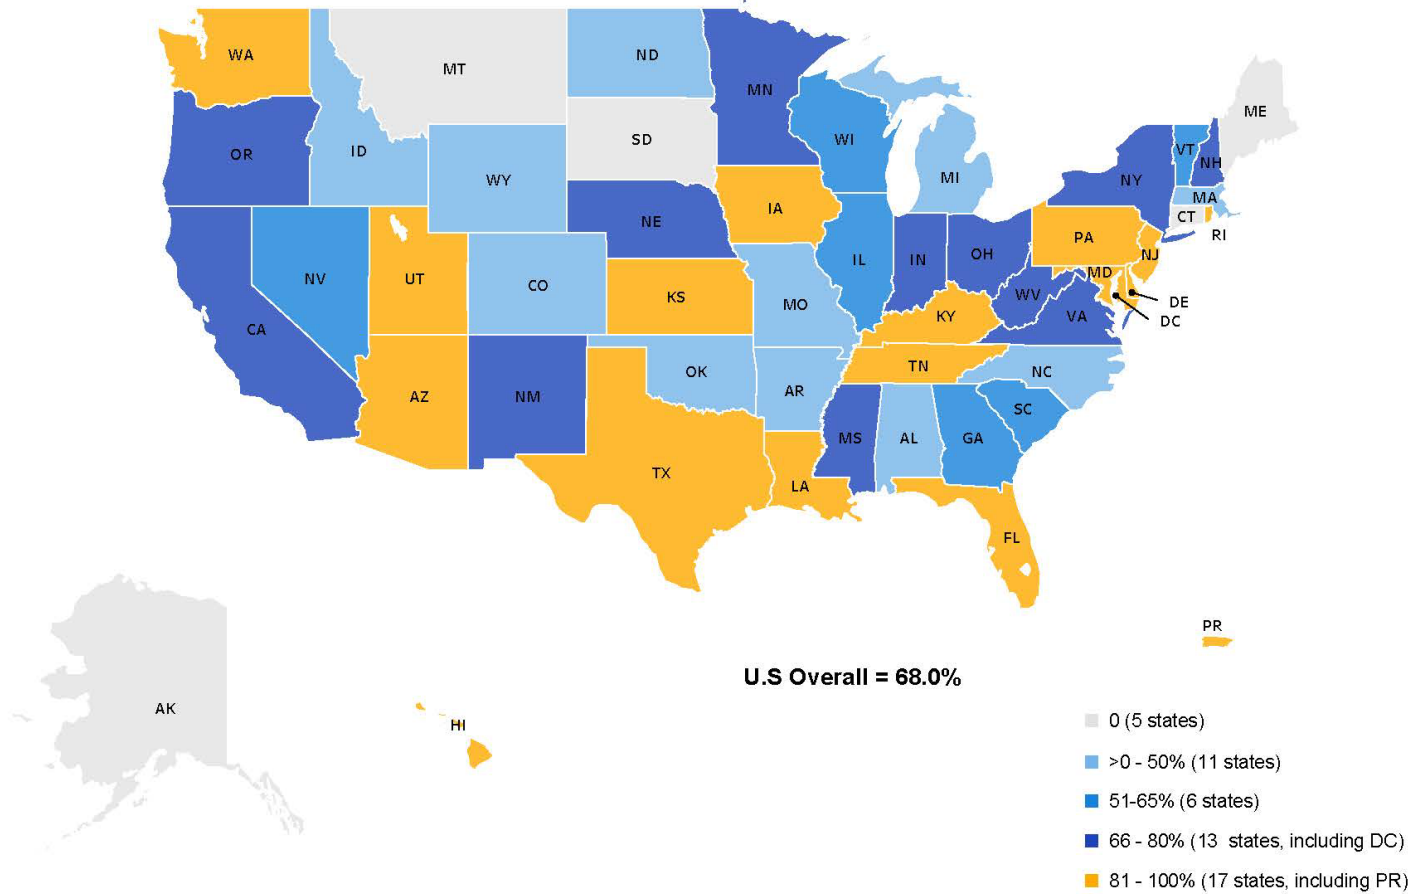 WA
MT
ND
MN
OR
ID
SD
WY
WI
MI
ME
VT
NH
NY
MA
CT
RI
NE
IA
PA
NJ
NV
UT
CO
KS
MO
IL
IN
OH
MD
WV
VA
DE
DC
CA
KY
AZ
NM
OK
AR
TN
NC
SC
MS
AL
GA
TX
LA
FL
PR
U.S Overall = 68.0%
AK
HI
0 (5 states)
>0 - 50% (11 states)
51-65% (6 states)
66 - 80% (13 states, including DC)
81 - 100% (17 states, including PR)